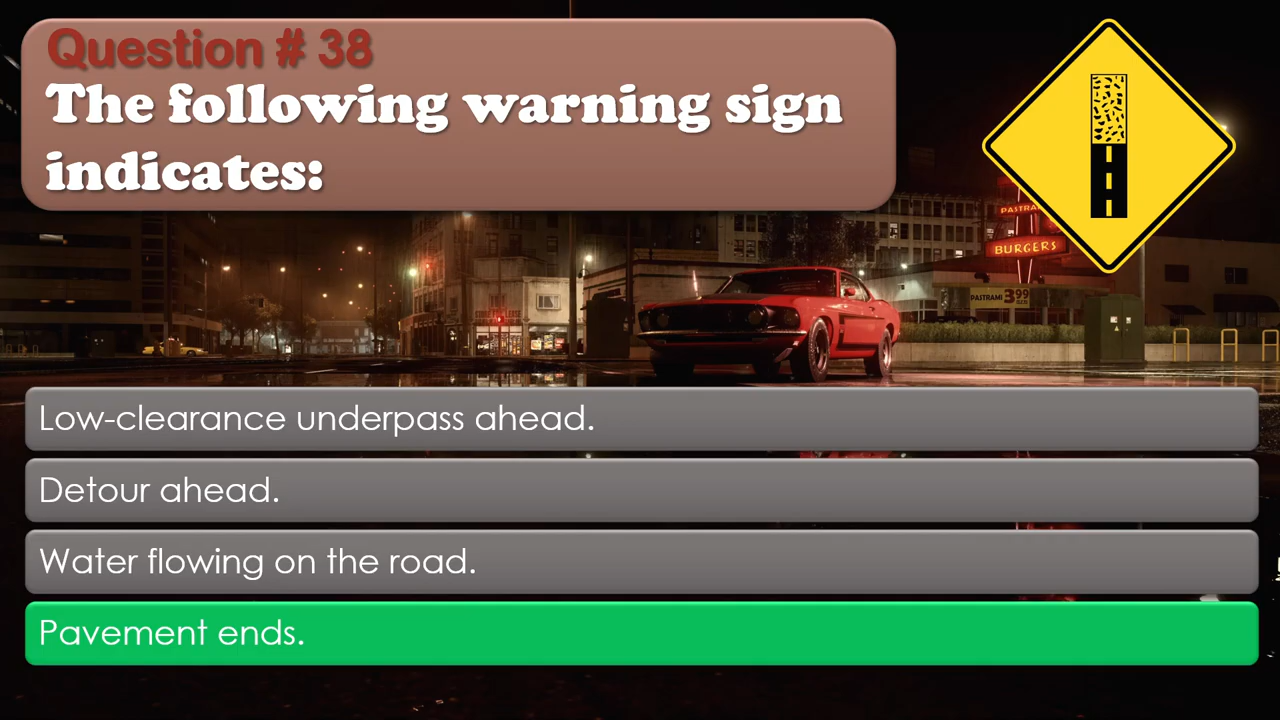 Question # 38
The following warning sign
indicates:
BURGERS
PASTRAMI 3.99
Low-clearance underpass ahead.
Detour ahead.
Water flowing on the road.
Pavement ends.